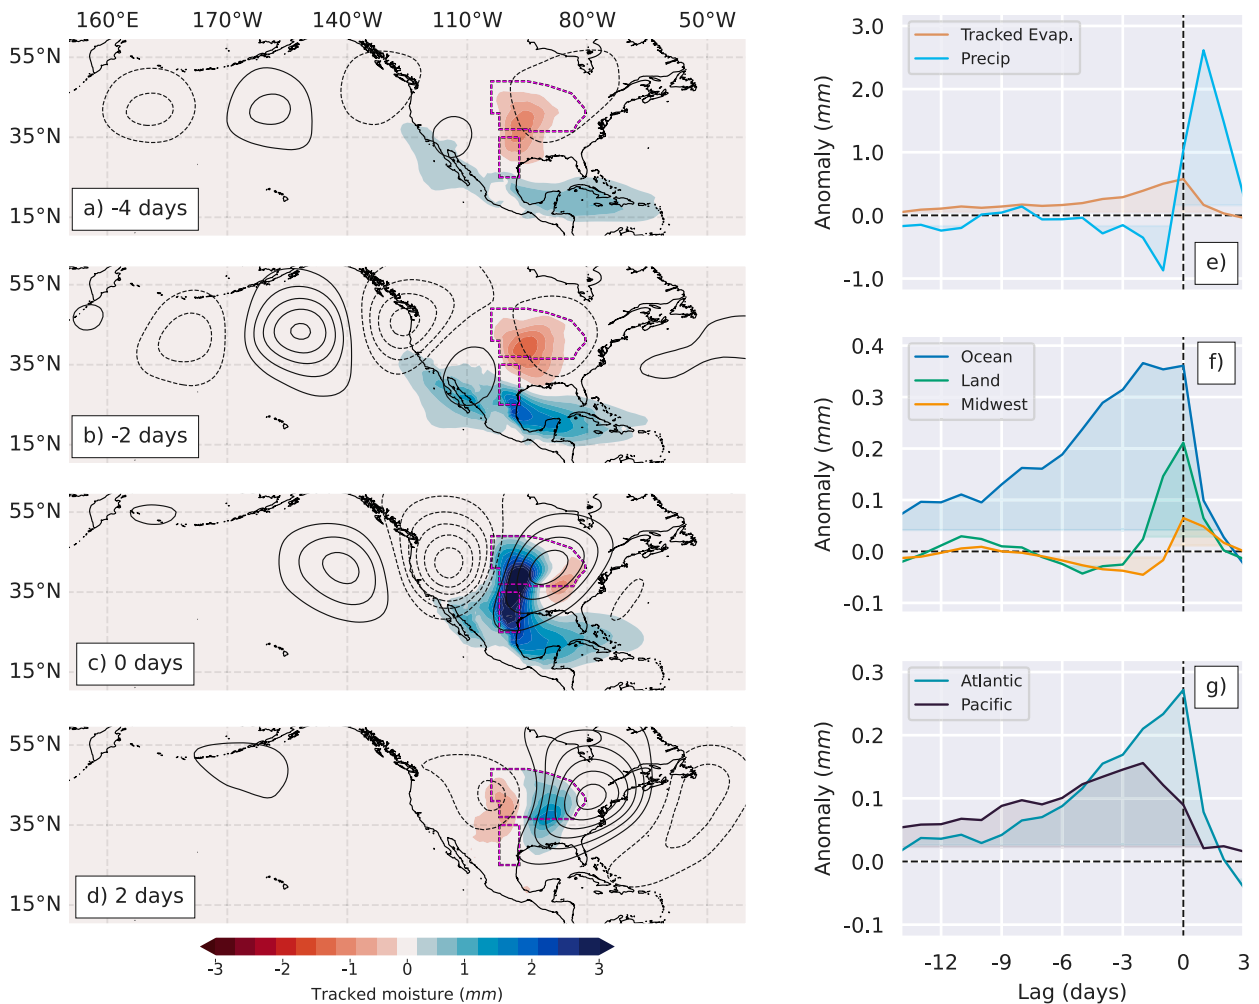 160°E 170°W 140°W 110°W 80°W 50°W
55°N
35°N
15°N
a) -4 days
55°N
35°N
15°N
b) -2 days
55°N
35°N
15°N
c) 0 days
55°N
35°N
15°N
d) 2 days
-3 -2 -1 0 1 2 3
Tracked moisture (mm)
Anomaly (mm)
3.0
2.0
1.0
0.0
-1.0
Tracked Evap.
Precip
e)
Anomaly (mm)
0.4
0.3
0.2
0.1
0.0
-0.1
Ocean
Land
Midwest
f)
Anomaly (mm)
0.3
0.2
0.1
0.0
-0.1
Atlantic
Pacific
g)
-12 -9 -6 -3 0 3
Lag (days)